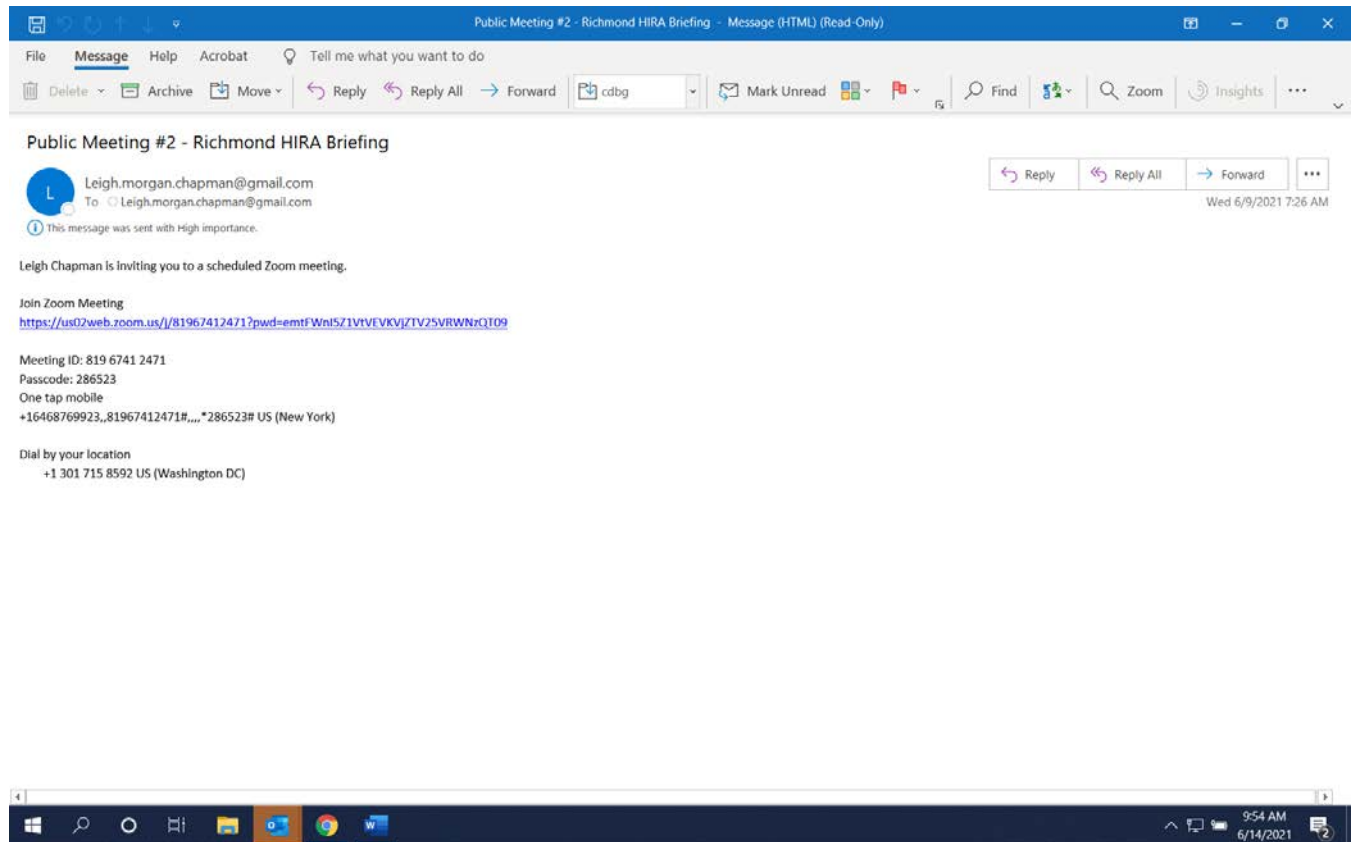 Public Meeting #2 - Richmond HIRA Briefing - Message (HTML) (Read-Only)
File Message Help Acrobat Tell me what you want to do
Delete Archive Move Reply Reply All Forward cdbg Mark Unread Find Zoom Insights ...
Public Meeting #2 - Richmond HIRA Briefing
L
Leigh.morgan.chapman@gmail.com
To Leigh.morgan.chapman@gmail.com
Reply Reply All Forward ...
Wed 6/9/2021 7:26 AM
This message was sent with High importance.
Leigh Chapman is inviting you to a scheduled Zoom meeting.
Join Zoom Meeting
https://us02web.zoom.us/j/81967412471?pwd=emtFWnI5Z1VtVEVKVjZTV25VRWNzQT09
Meeting ID: 819 6741 2471
Passcode: 286523
One tap mobile
+16468769923,,81967412471#,,,,*286523# US (New York)
Dial by your location
+1 301 715 8592 US (Washington DC)
9:54 AM
6/14/2021
2